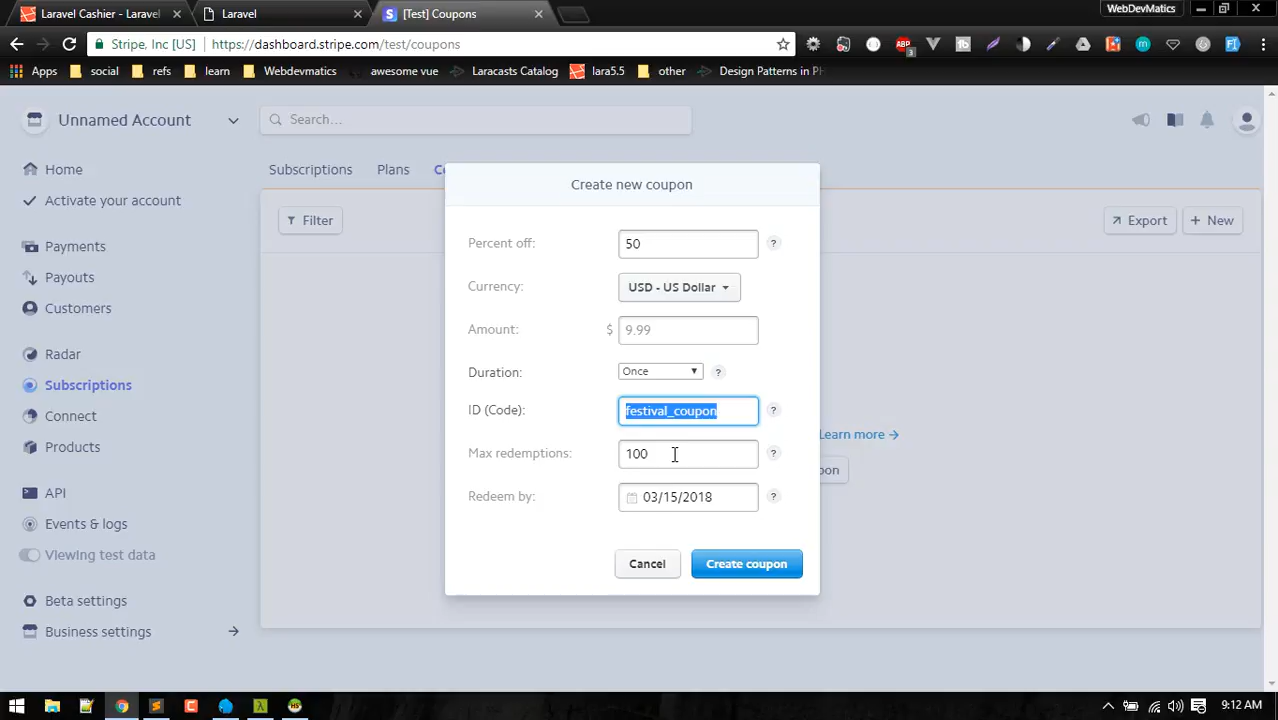 Laravel Cashier - Laravel
Laravel
[Test] Coupons
WebDevMatics
Stripe, Inc [US]
https://dashboard.stripe.com/test/coupons
ABP
3
Apps
social
refs
learn
Webdevmatics
awesome vue
Laracasts Catalog
lara5.5
other
Design Patterns in PH
Unnamed Account
Search...
Home
Activate your account
Payments
Payouts
Customers
Radar
Subscriptions
Connect
Products
API
Events & logs
Viewing test data
Beta settings
Business settings
Subscriptions
Plans
Filter
Export
+ New
Learn more
Create new coupon
Percent off:
50
?
Currency:
USD - US Dollar
Amount:
$ 9.99
Duration:
Once
?
ID (Code):
festival_coupon
?
Max redemptions:
100
?
Redeem by:
03/15/2018
?
Cancel
Create coupon
9:12 AM